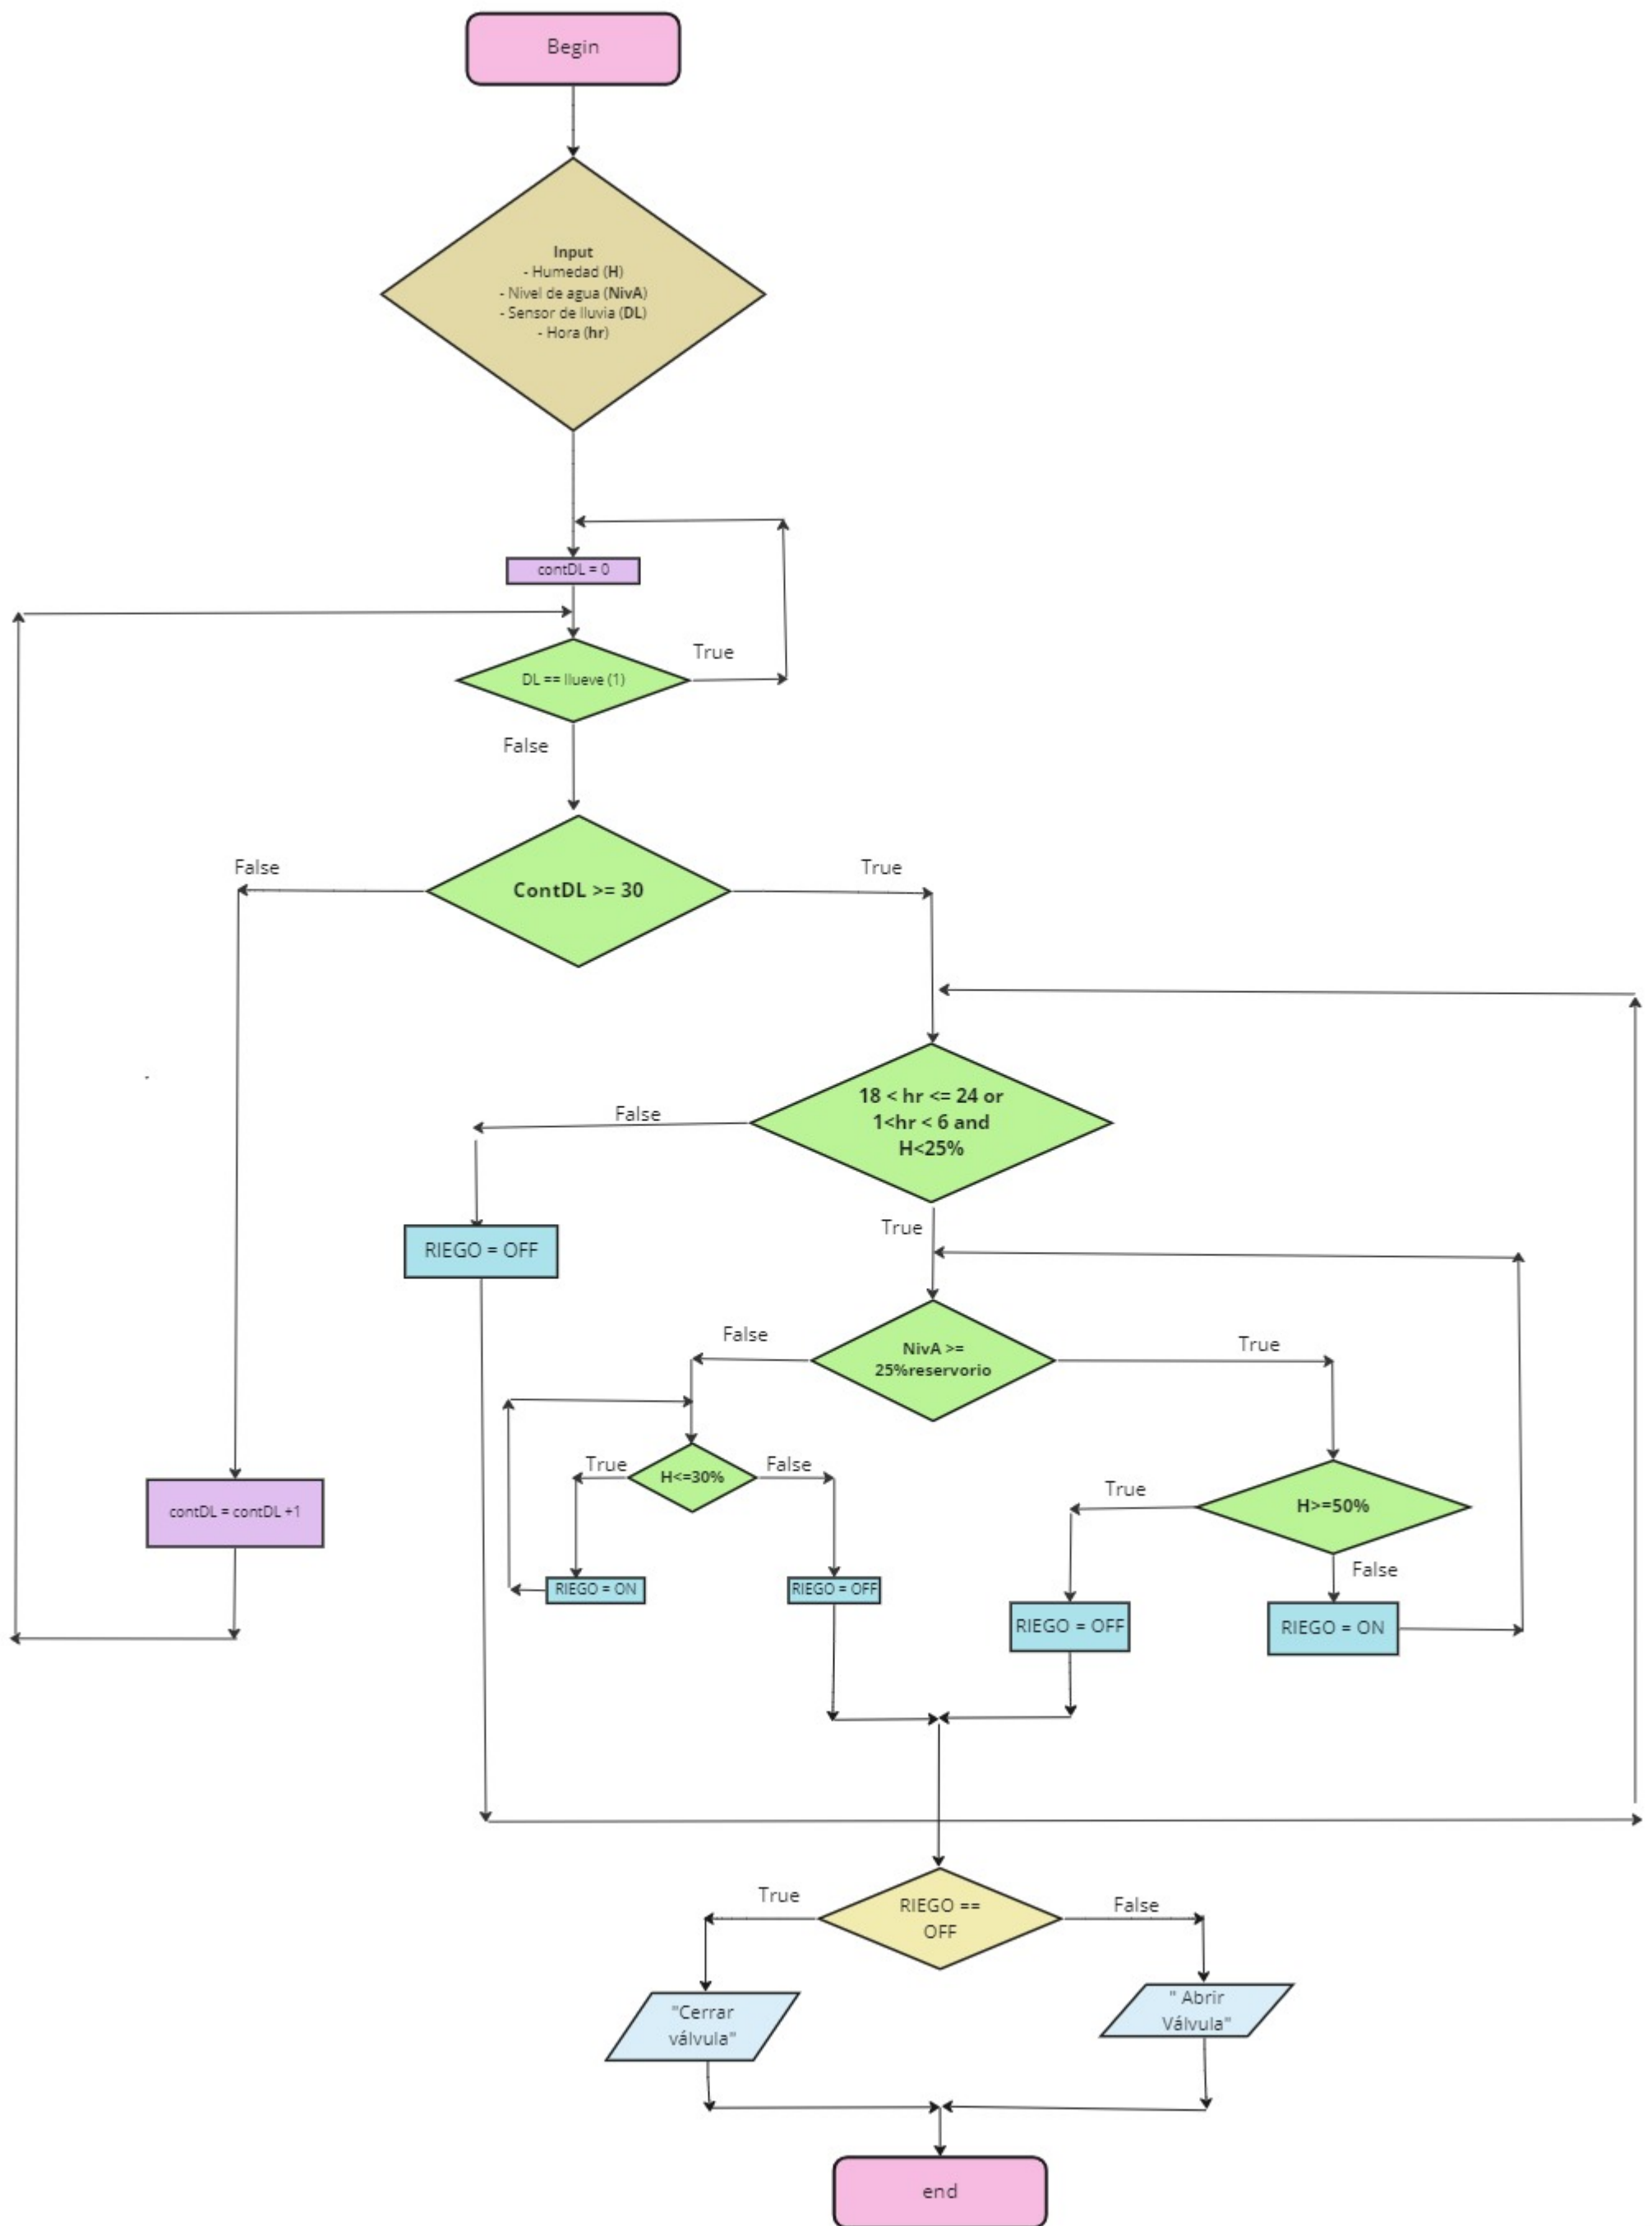 Begin
Input
- Humedad (H)
- Nivel de agua (NivA)
- Sensor de lluvia (DL)
- Hora (hr)
contDL = 0
True
DL == llueve (1)
False
False
True
ContDL >= 30
18 < hr <= 24 or
1<hr < 6 and
H<25%
False
True
RIEGO = OFF
False
True
NivA >=
25%reservorio
True
False
H<=30%
True
H>=50%
contDL = contDL +1
False
RIEGO = ON
RIEGO = OFF
RIEGO = OFF
RIEGO = ON
True
False
RIEGO ==
OFF
"Cerrar
válvula"
" Abrir
Válvula"
end